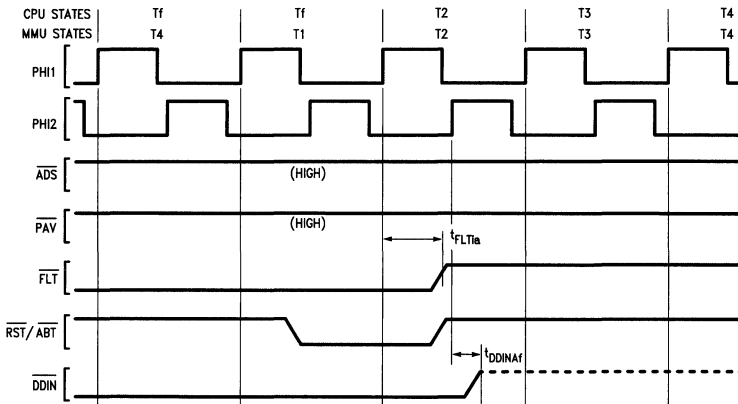 CPU STATES Tf Tf T2 T3 T4
MMU STATES T4 T1 T2 T3 T4
PHI1
PHI2
ADS (HIGH)
PAV (HIGH)
tFLTIa
FLT
RST/ABT
tDDINAf
DDIN